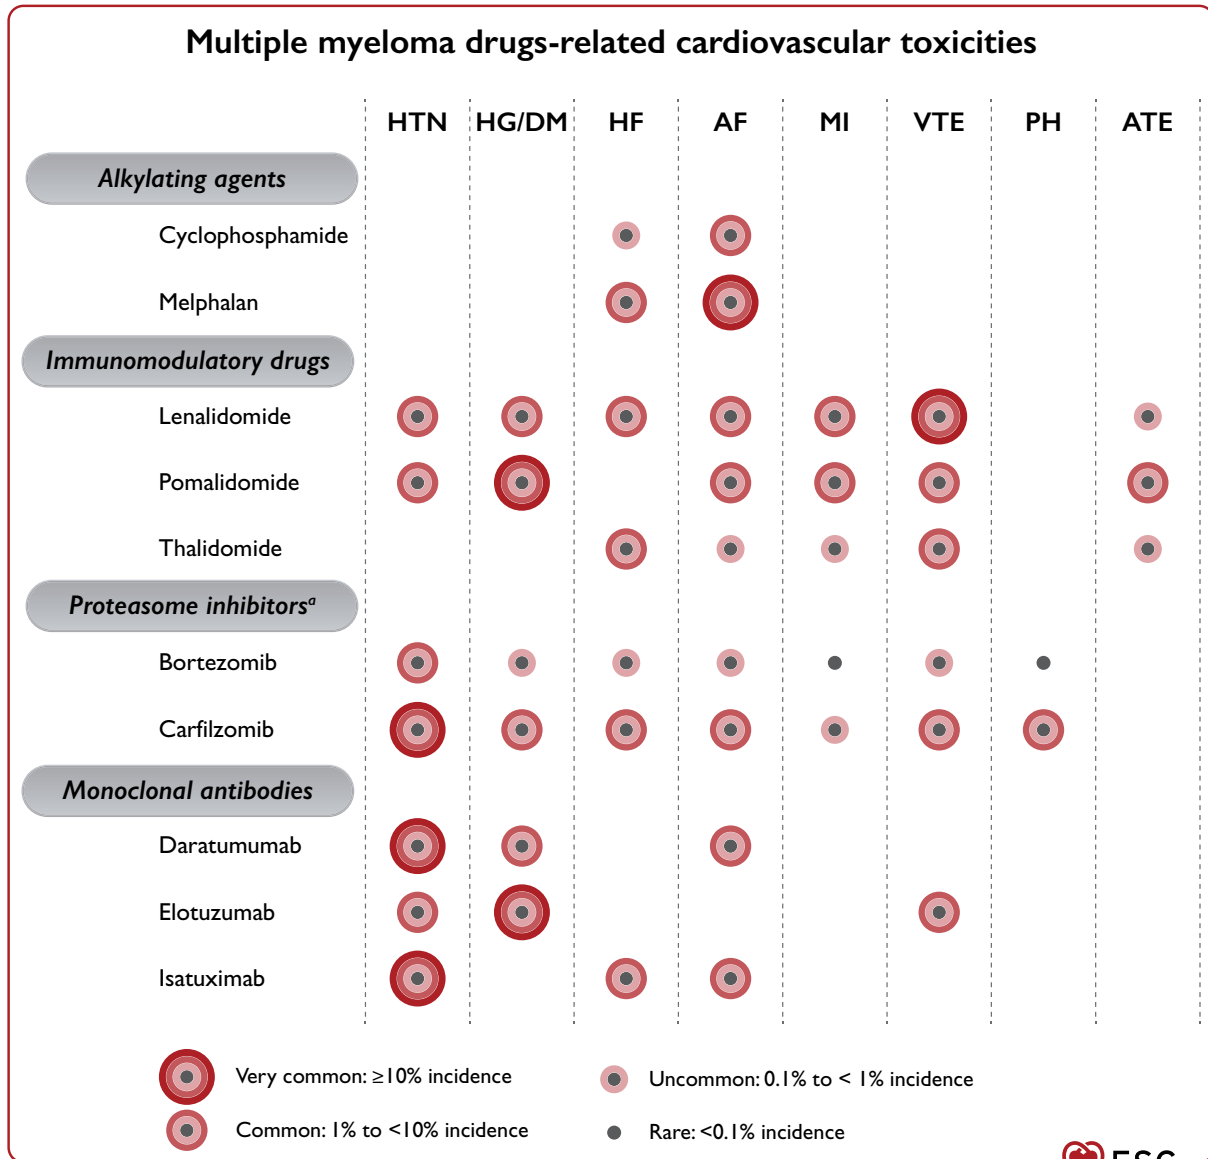 Multiple myeloma drugs-related cardiovascular toxicities
HTN HG/DM HF AF MI VTE PH ATE
Alkylating agents
Cyclophosphamide
Melphalan
Immunomodulatory drugs
Lenalidomide
Pomalidomide
Thalidomide
Proteasome inhibitorsᵃ
Bortezomib
Carfilzomib
Monoclonal antibodies
Daratumumab
Elotuzumab
Isatuximab
Very common: ≥10% incidence
Uncommon: 0.1% to < 1% incidence
Common: 1% to <10% incidence
Rare: <0.1% incidence